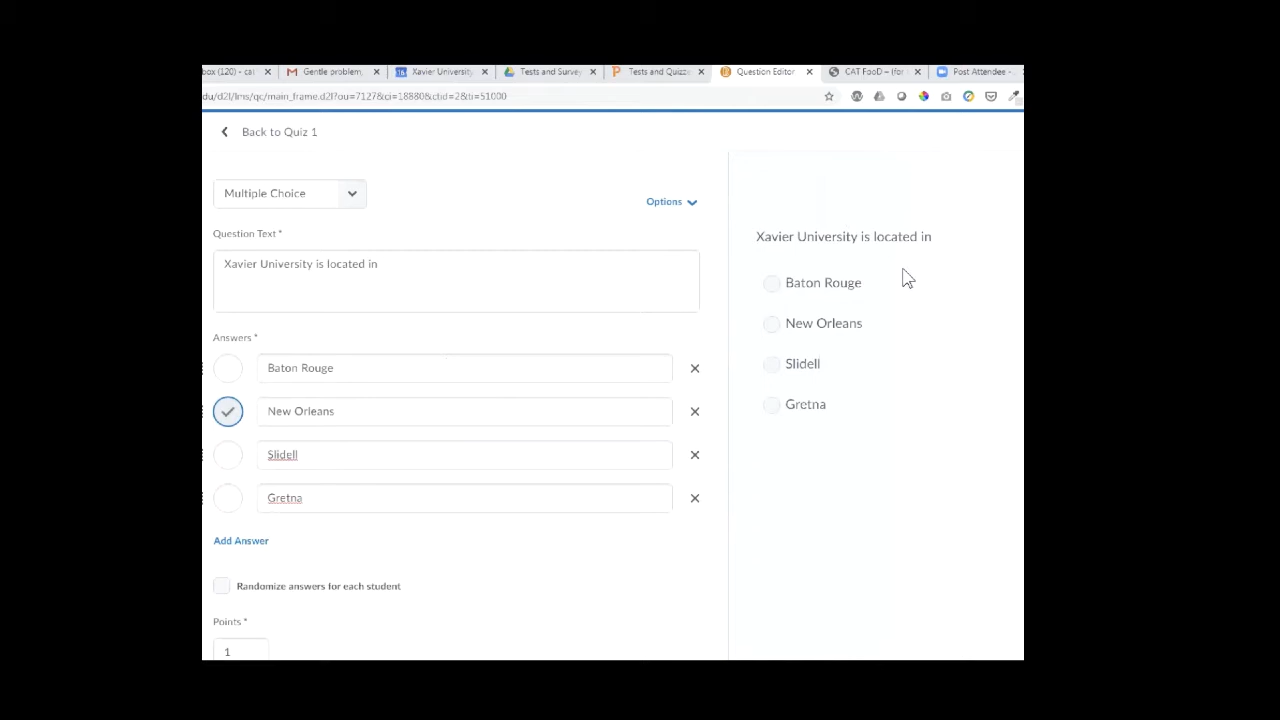 box (120) - cal
Gentle problem,
Xavier University
Tests and Surve
Tests and Quizze
Question Editor
CAT FooD – (for
Post Attendee -
du/d2l/lms/qc/main_frame.d2l?ou=7127&ci=18880&ctid=2&ti=51000
Back to Quiz 1
Multiple Choice
Options
Question Text *
Xavier University is located in
Answers *
Baton Rouge
New Orleans
Slidell
Gretna
Add Answer
Randomize answers for each student
Points *
1
Xavier University is located in
Baton Rouge
New Orleans
Slidell
Gretna